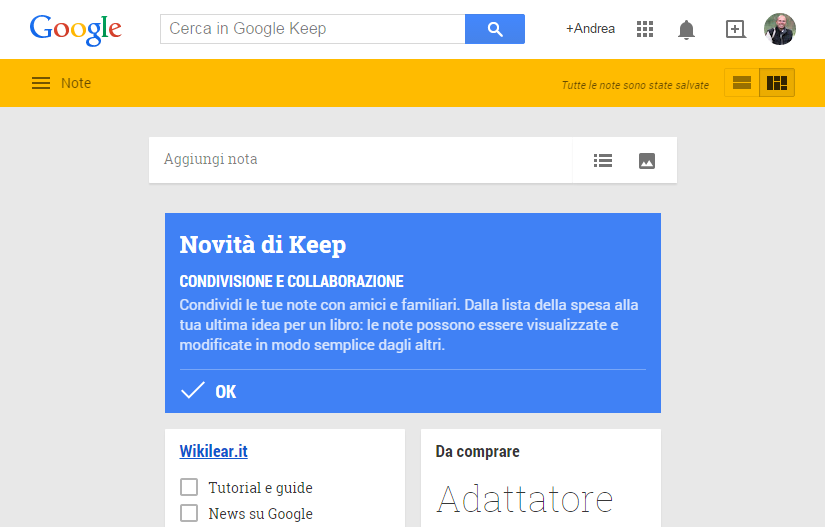 Google
Cerca in Google Keep
+Andrea
Note
Tutte le note sono state salvate
Aggiungi nota
Novità di Keep
CONDIVISIONE E COLLABORAZIONE
Condividi le tue note con amici e familiari. Dalla lista della spesa alla
tua ultima idea per un libro: le note possono essere visualizzate e
modificate in modo semplice dagli altri.
OK
Wikilear.it
Tutorial e guide
News su Google
Da comprare
Adattatore